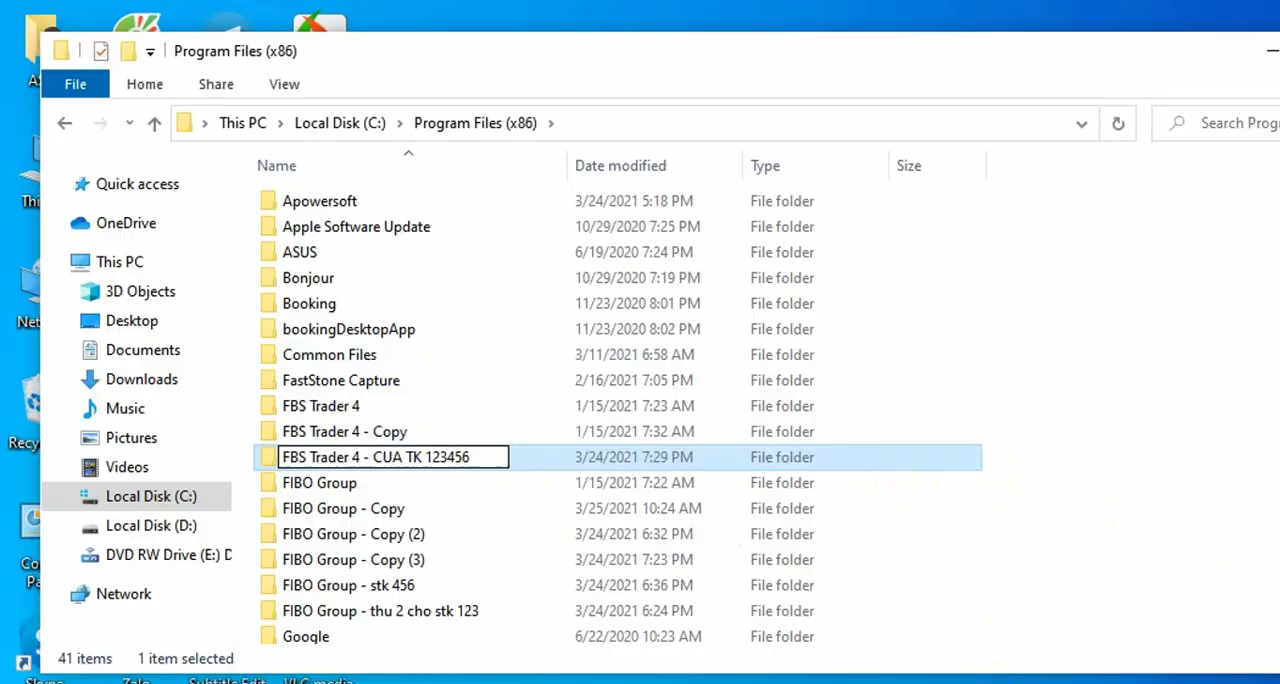 Program Files (x86)
File Home Share View
This PC Local Disk (C:) Program Files (x86)
Search Prog
Name Date modified Type Size
Quick access
OneDrive
This PC
3D Objects
Desktop
Documents
Downloads
Music
Pictures
Videos
Local Disk (C:)
Local Disk (D:)
DVD RW Drive (E:) D
Network
Apowersoft 3/24/2021 5:18 PM File folder
Apple Software Update 10/29/2020 7:25 PM File folder
ASUS 6/19/2020 7:24 PM File folder
Bonjour 10/29/2020 7:19 PM File folder
Booking 11/23/2020 8:01 PM File folder
bookingDesktopApp 11/23/2020 8:02 PM File folder
Common Files 3/11/2021 6:58 AM File folder
FastStone Capture 2/16/2021 7:05 PM File folder
FBS Trader 4 1/15/2021 7:23 AM File folder
FBS Trader 4 - Copy 1/15/2021 7:32 AM File folder
FBS Trader 4 - CUA TK 123456 3/24/2021 7:29 PM File folder
FIBO Group 1/15/2021 7:22 AM File folder
FIBO Group - Copy 3/25/2021 10:24 AM File folder
FIBO Group - Copy (2) 3/24/2021 6:32 PM File folder
FIBO Group - Copy (3) 3/24/2021 7:23 PM File folder
FIBO Group - stk 456 3/24/2021 6:36 PM File folder
FIBO Group - thu 2 cho stk 123 3/24/2021 6:24 PM File folder
Google 6/22/2020 10:23 AM File folder
41 items 1 item selected
Thi
Net
Recy
Co
Pa
Zalo Subtitle Edit VLC media